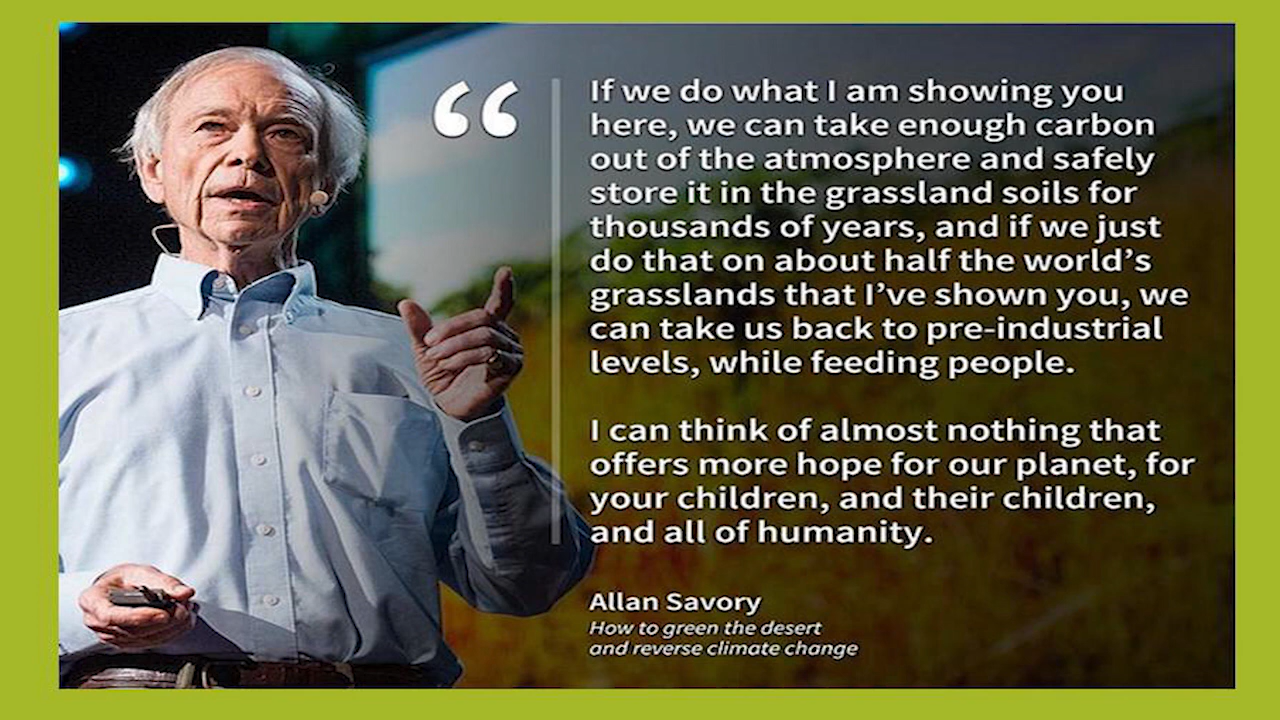 “
If we do what I am showing you
here, we can take enough carbon
out of the atmosphere and safely
store it in the grassland soils for
thousands of years, and if we just
do that on about half the world’s
grasslands that I’ve shown you, we
can take us back to pre-industrial
levels, while feeding people.
I can think of almost nothing that
offers more hope for our planet, for
your children, and their children,
and all of humanity.
Allan Savory
How to green the desert
and reverse climate change